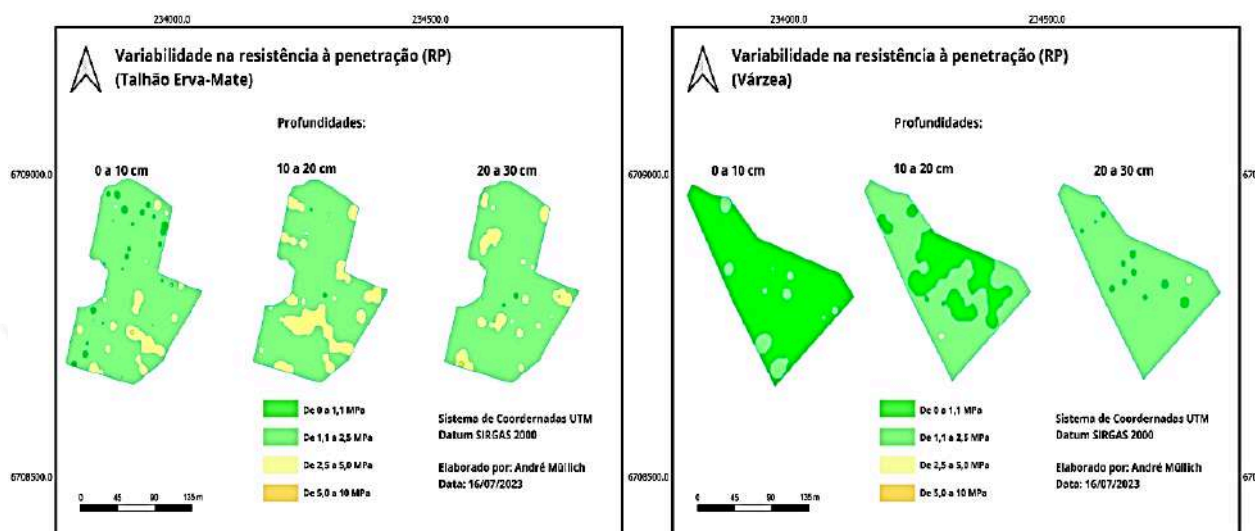 234000.0
234500.0
234000.0
234500.0
Variabilidade na resistência à penetração (RP)
(Talhão Erva-Mate)
Profundidades:
6709000.0
0 a 10 cm
10 a 20 cm
20 a 30 cm
De 0 a 1,1 MPa
De 1,1 a 2,5 MPa
De 2,5 a 5,0 MPa
De 5,0 a 10 MPa
Sistema de Coordernadas UTM
Datum SIRGAS 2000
Elaborado por: André Müllich
Data: 16/07/2023
6708500.0
0 45 90 135 m
Variabilidade na resistência à penetração (RP)
(Várzea)
Profundidades:
6709000.0
0 a 10 cm
10 a 20 cm
20 a 30 cm
De 0 a 1,1 MPa
De 1,1 a 2,5 MPa
De 2,5 a 5,0 MPa
De 5,0 a 10 MPa
Sistema de Coordernadas UTM
Datum SIRGAS 2000
Elaborado por: André Müllich
Data: 16/07/2023
6708500.0
0 45 90 135 m